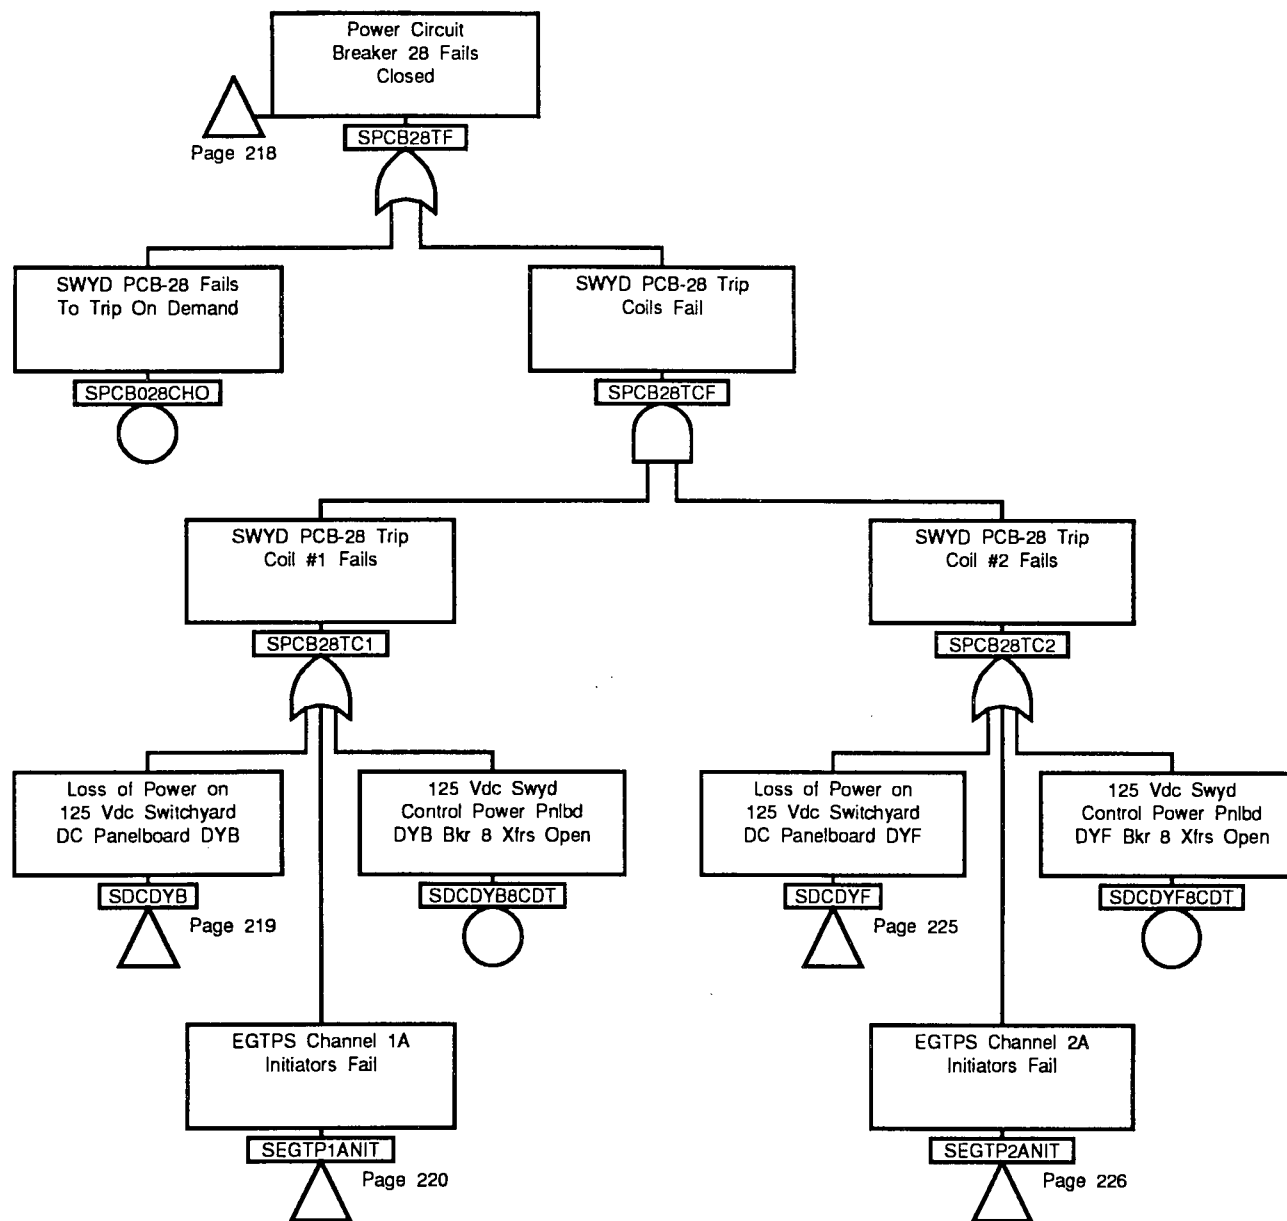 Power Circuit
Breaker 28 Fails
Closed
SPCB28TF
Page 218
SWYD PCB-28 Fails
To Trip On Demand
SPCB028CHO
SWYD PCB-28 Trip
Coils Fail
SPCB28TCF
SWYD PCB-28 Trip
Coil #1 Fails
SPCB28TC1
SWYD PCB-28 Trip
Coil #2 Fails
SPCB28TC2
Loss of Power on
125 Vdc Switchyard
DC Panelboard DYB
SDCDYB
Page 219
125 Vdc Swyd
Control Power Pnlbd
DYB Bkr 8 Xfrs Open
SDCDYB8CDT
Loss of Power on
125 Vdc Switchyard
DC Panelboard DYF
SDCDYF
Page 225
125 Vdc Swyd
Control Power Pnlbd
DYF Bkr 8 Xfrs Open
SDCDYF8CDT
EGTPS Channel 1A
Initiators Fail
SEGTP1ANIT
Page 220
EGTPS Channel 2A
Initiators Fail
SEGTP2ANIT
Page 226